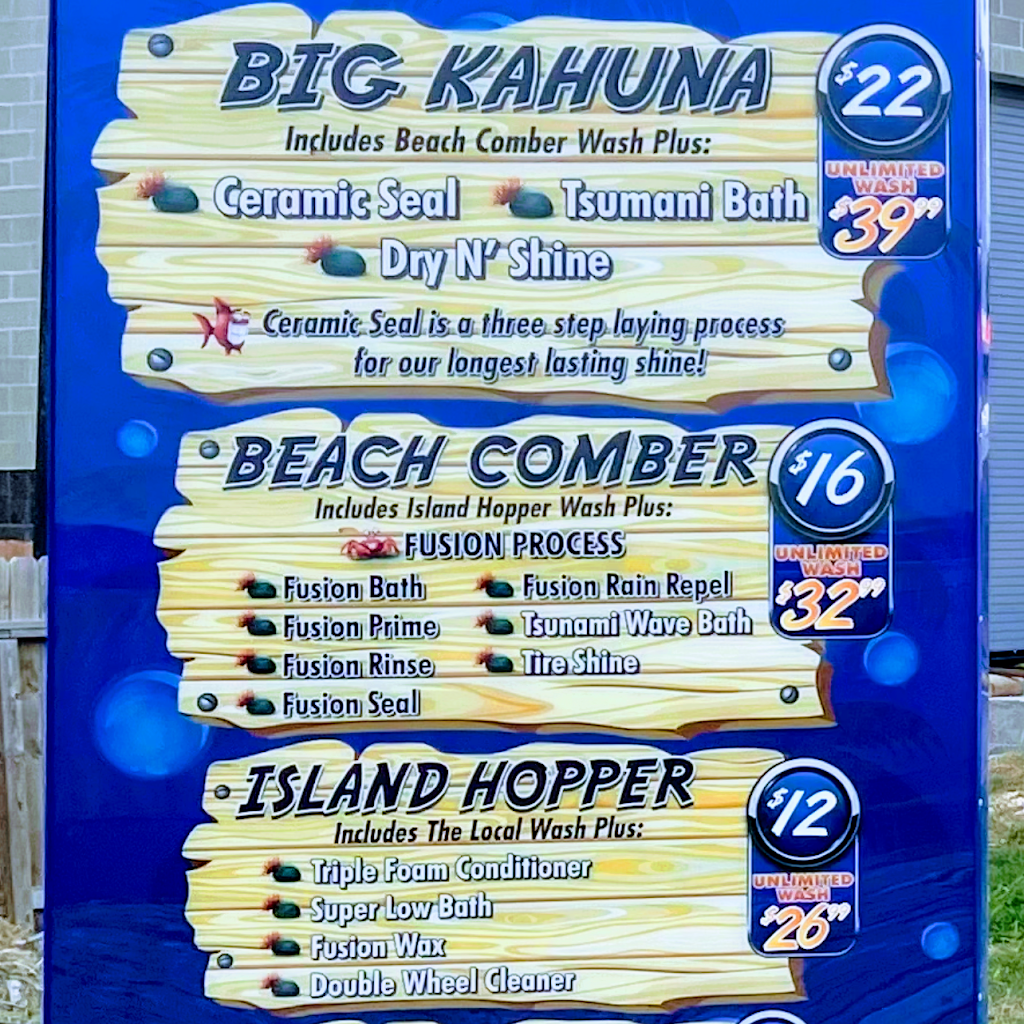 BIG KAHUNA
$22
Includes Beach Comber Wash Plus:
UNLIMITED
WASH
$39.99
Ceramic Seal
Tsumani Bath
Dry N' Shine
Ceramic Seal is a three step laying process
for our longest lasting shine!
BEACH COMBER
$16
Includes Island Hopper Wash Plus:
FUSION PROCESS
UNLIMITED
WASH
$32.99
Fusion Bath
Fusion Rain Repel
Fusion Prime
Tsunami Wave Bath
Fusion Rinse
Tire Shine
Fusion Seal
ISLAND HOPPER
$12
Includes The Local Wash Plus:
UNLIMITED
WASH
$26.99
Triple Foam Conditioner
Super Low Bath
Fusion Wax
Double Wheel Cleaner